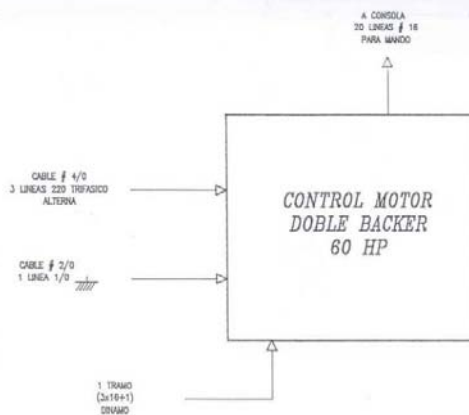 A CONSOLA
20 LINEAS # 16
PARA MANDO
CABLE # 4/0
3 LINEAS 220 TRIFASICO
ALTERNA
CONTROL MOTOR
DOBLE BACKER
60 HP
CABLE # 2/0
1 LINEA 1/0
1 TRAMO
(3x16+1)
DINAMO